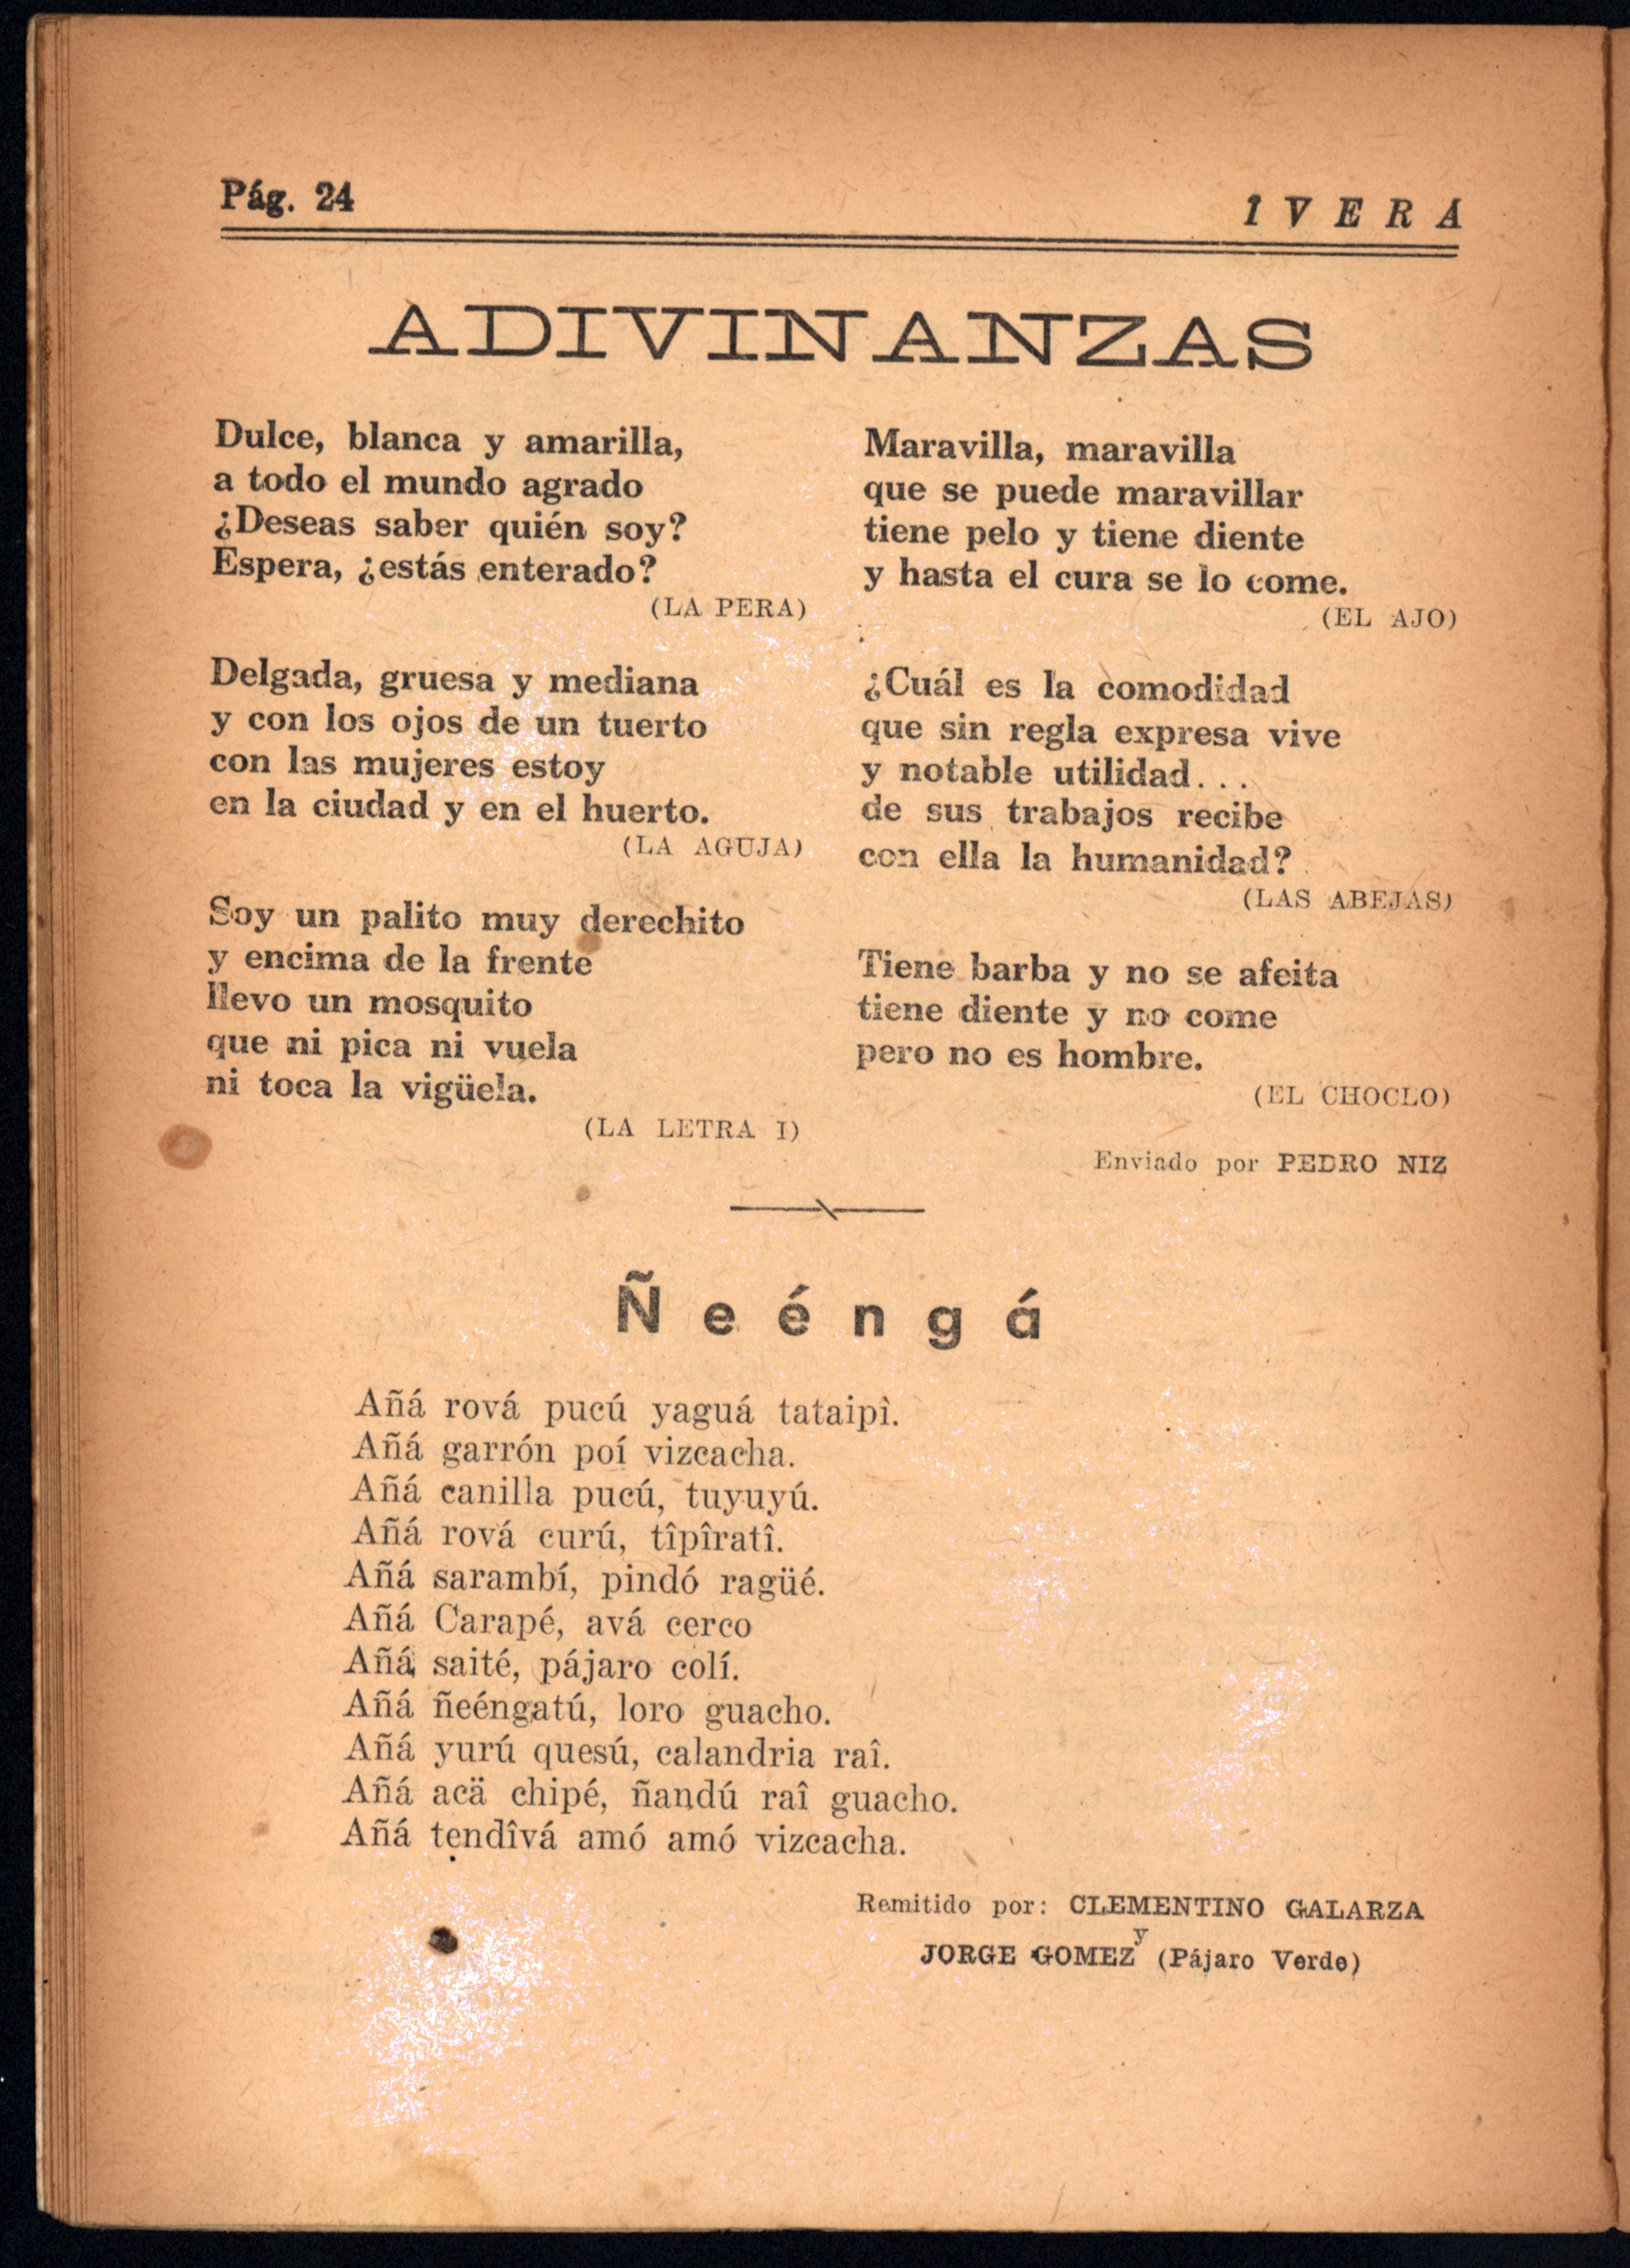 Pág. 24
1 V E R A
ADIVINANZAS
Dulce, blanca y amarilla,
a todo el mundo agrado
¿Deseas saber quién soy?
Espera, ¿estás enterado?
(LA PERA)
Delgada, gruesa y mediana
y con los ojos de un tuerto
con las mujeres estoy
en la ciudad y en el huerto.
(LA AGUJA)
Soy un palito muy derechito
y encima de la frente
llevo un mosquito
que ni pica ni vuela
ni toca la vigüela.
(LA LETRA I)
Maravilla, maravilla
que se puede maravillar
tiene pelo y tiene diente
y hasta el cura se lo come.
(EL AJO)
¿Cuál es la comodidad
que sin regla expresa vive
y notable utilidad...
de sus trabajos recibe
con ella la humanidad?
(LAS ABEJAS)
Tiene barba y no se afeita
tiene diente y no come
pero no es hombre.
(EL CHOCLO)
Enviado por PEDRO NIZ
Ñeéngá
Añá rová pucú yaguá tataipì.
Añá garrón poí vizcacha.
Añá canilla pucú, tuyuyú.
Añá rová curú, tîpîratî.
Añá sarambí, pindó ragüé.
Añá Carapé, avá cerco
Añá saité, pájaro colí.
Añá ñeéngatú, loro guacho.
Añá yurú quesú, calandria raî.
Añá acä chipé, ñandú raî guacho.
Añá tendîvá amó amó vizcacha.
Remitido por: CLEMENTINO GALARZA
y
JORGE GOMEZ (Pájaro Verde)